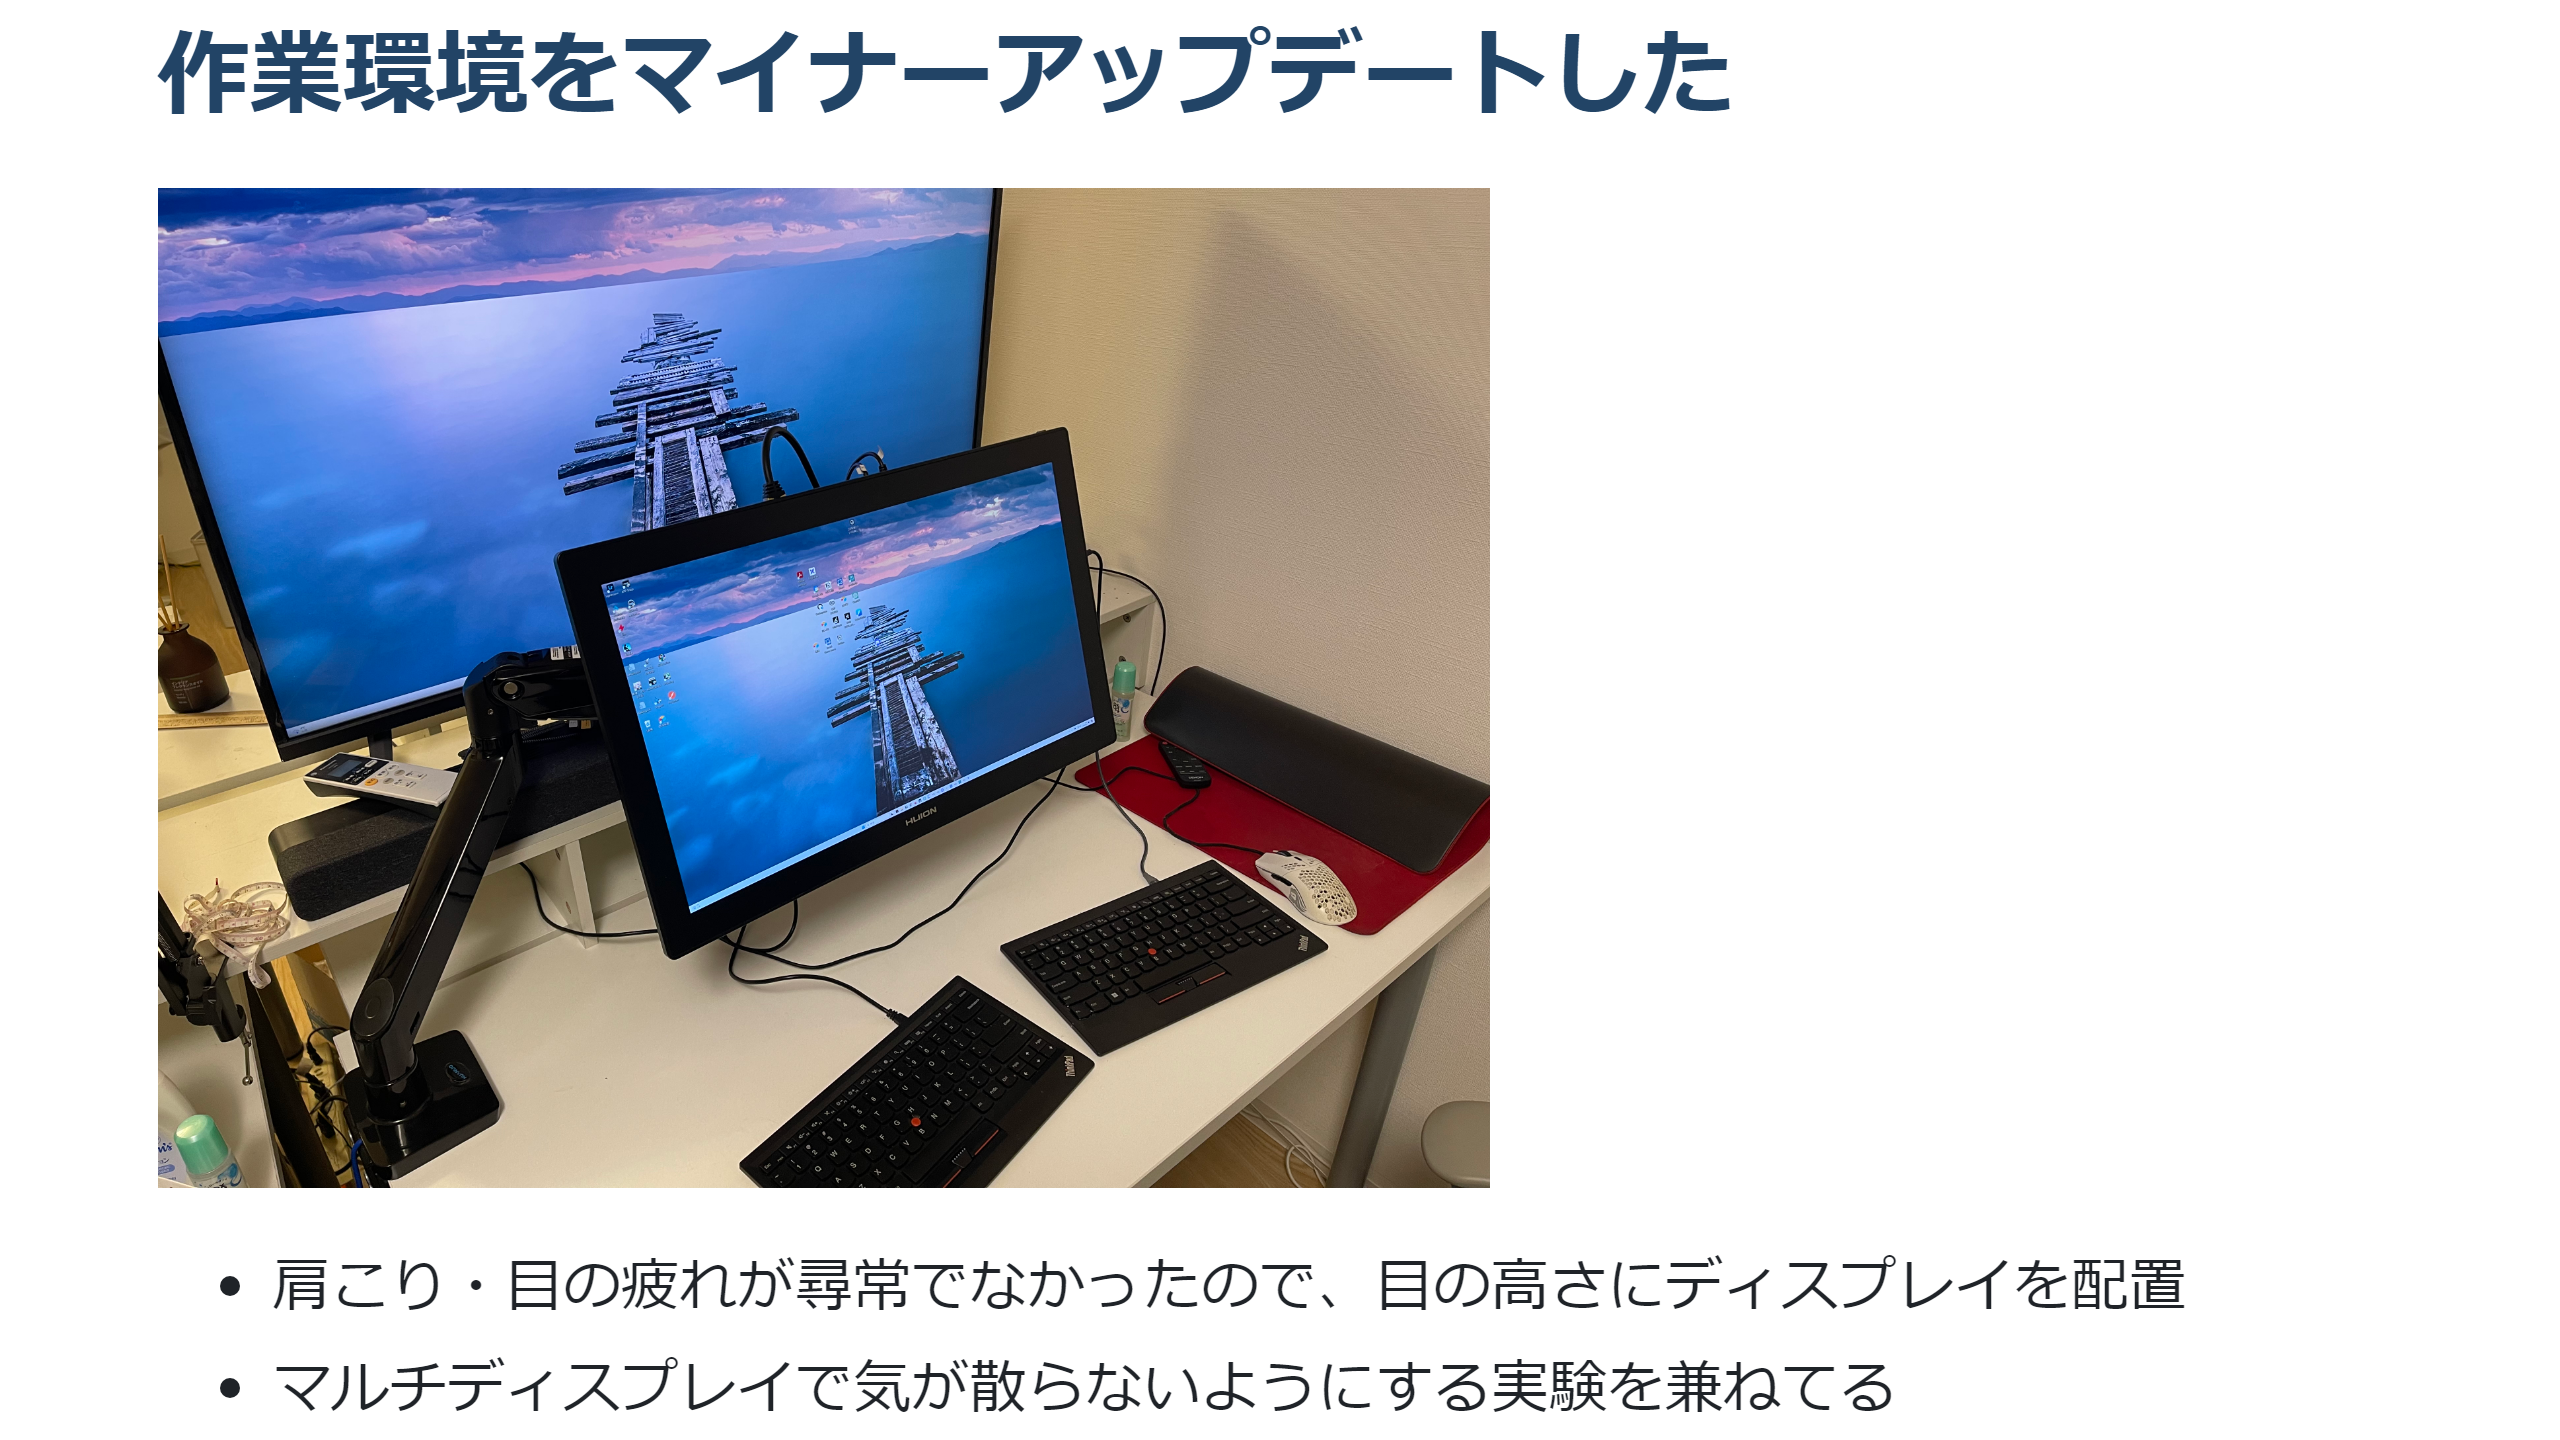 作業環境をマイナーアップデートした
HUION
ThinkPad
ThinkPad
・肩こり・目の疲れが尋常でなかったので、目の高さにディスプレイを配置
・マルチディスプレイで気が散らないようにする実験を兼ねてる